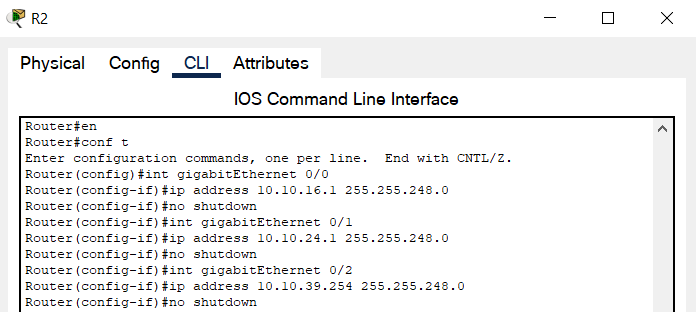 R2
Physical Config CLI Attributes
IOS Command Line Interface
Router#en
Router#conf t
Enter configuration commands, one per line.  End with CNTL/Z.
Router(config)#int gigabitEthernet 0/0
Router(config-if)#ip address 10.10.16.1 255.255.248.0
Router(config-if)#no shutdown
Router(config-if)#int gigabitEthernet 0/1
Router(config-if)#ip address 10.10.24.1 255.255.248.0
Router(config-if)#no shutdown
Router(config-if)#int gigabitEthernet 0/2
Router(config-if)#ip address 10.10.39.254 255.255.248.0
Router(config-if)#no shutdown